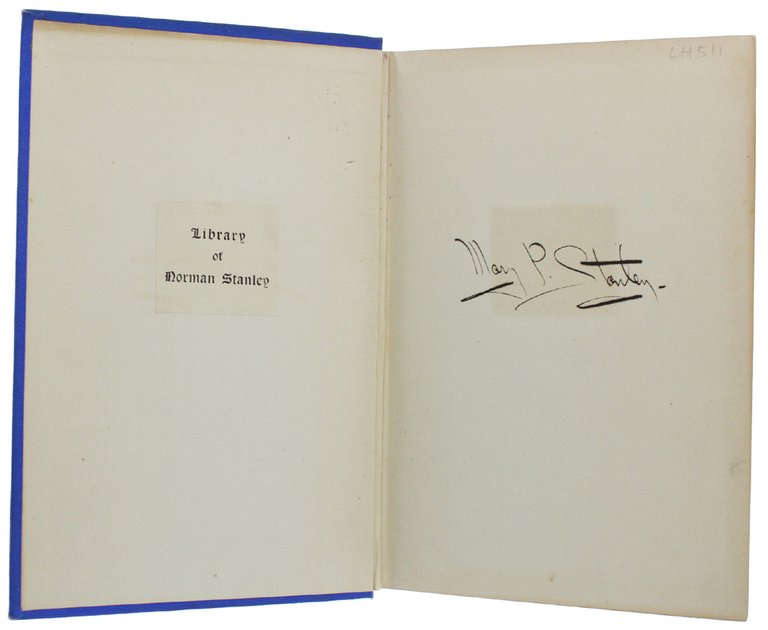 Library
of
Norman Stanley
LH511
Mary P. Stanley.